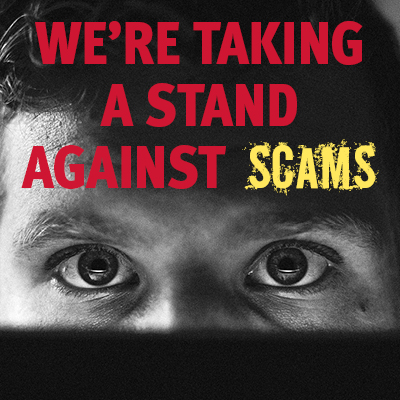 WE’RE TAKING
A STAND
AGAINST SCAMS